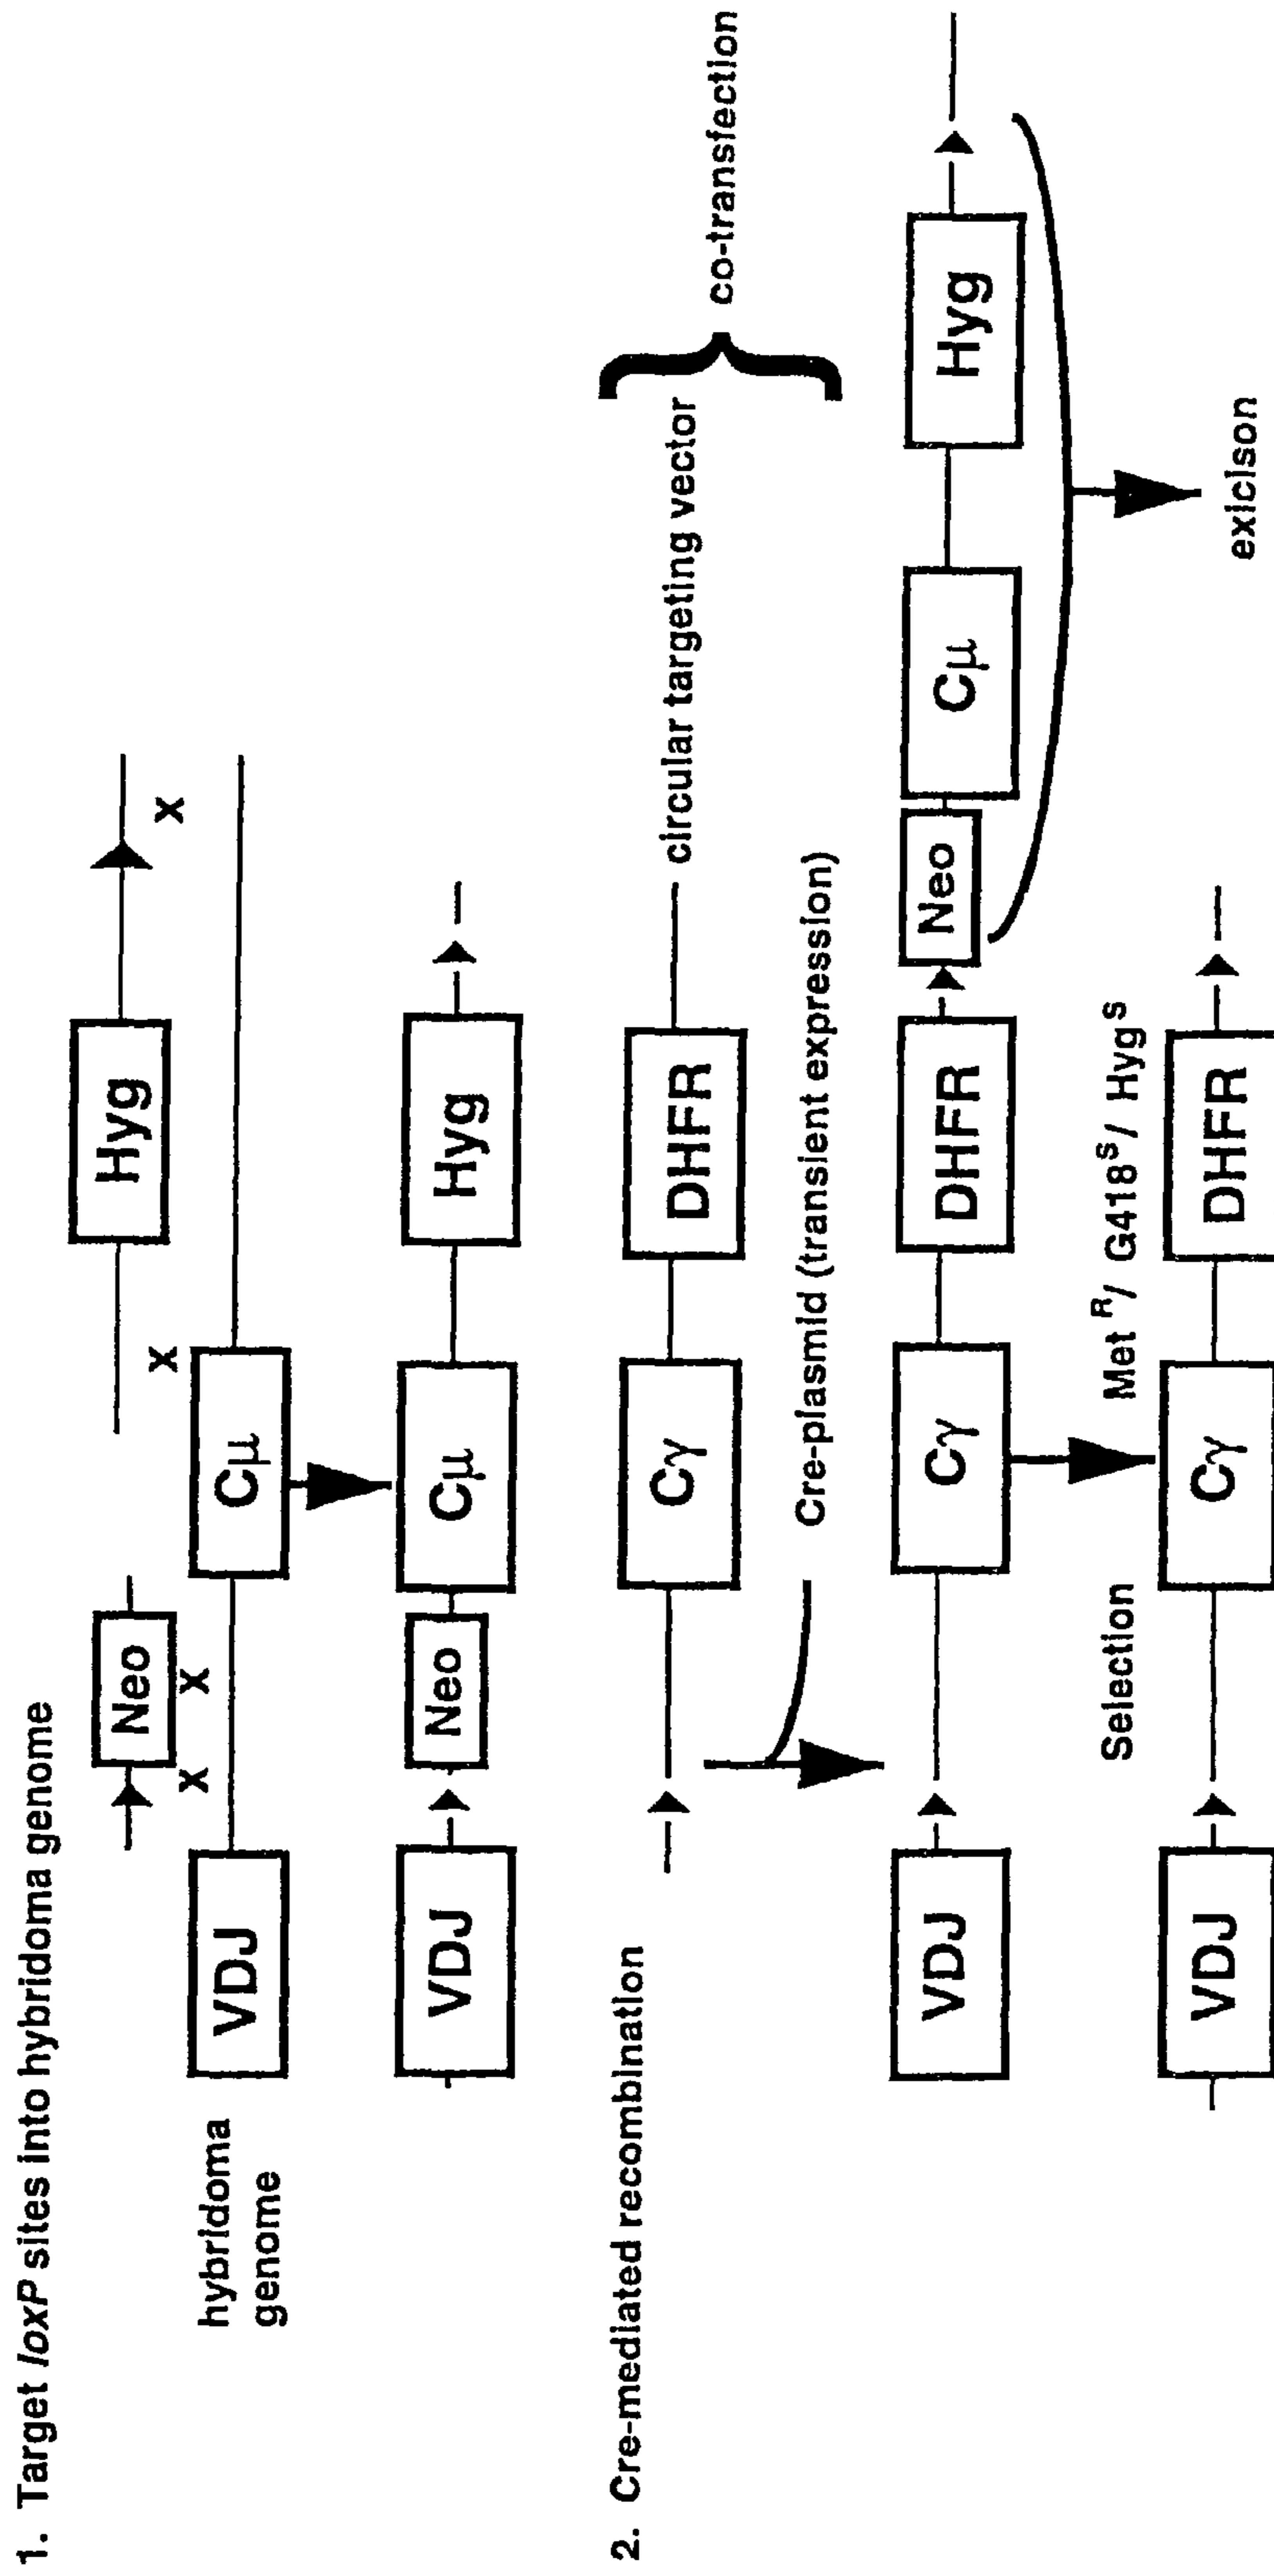 1. Target loxP sites into hybridoma genome
Neo
Hyg
X X X X
hybridoma
genome
VDJ
Cμ
VDJ
Neo
Cμ
Hyg
2. Cre-mediated recombination
Cγ
DHFR
circular targeting vector
co-transfection
Cre-plasmid (transient expression)
VDJ
Cγ
DHFR
Neo
Cμ
Hyg
Selection
Met R/ G418S/ HygS
exicison
VDJ
Cγ
DHFR